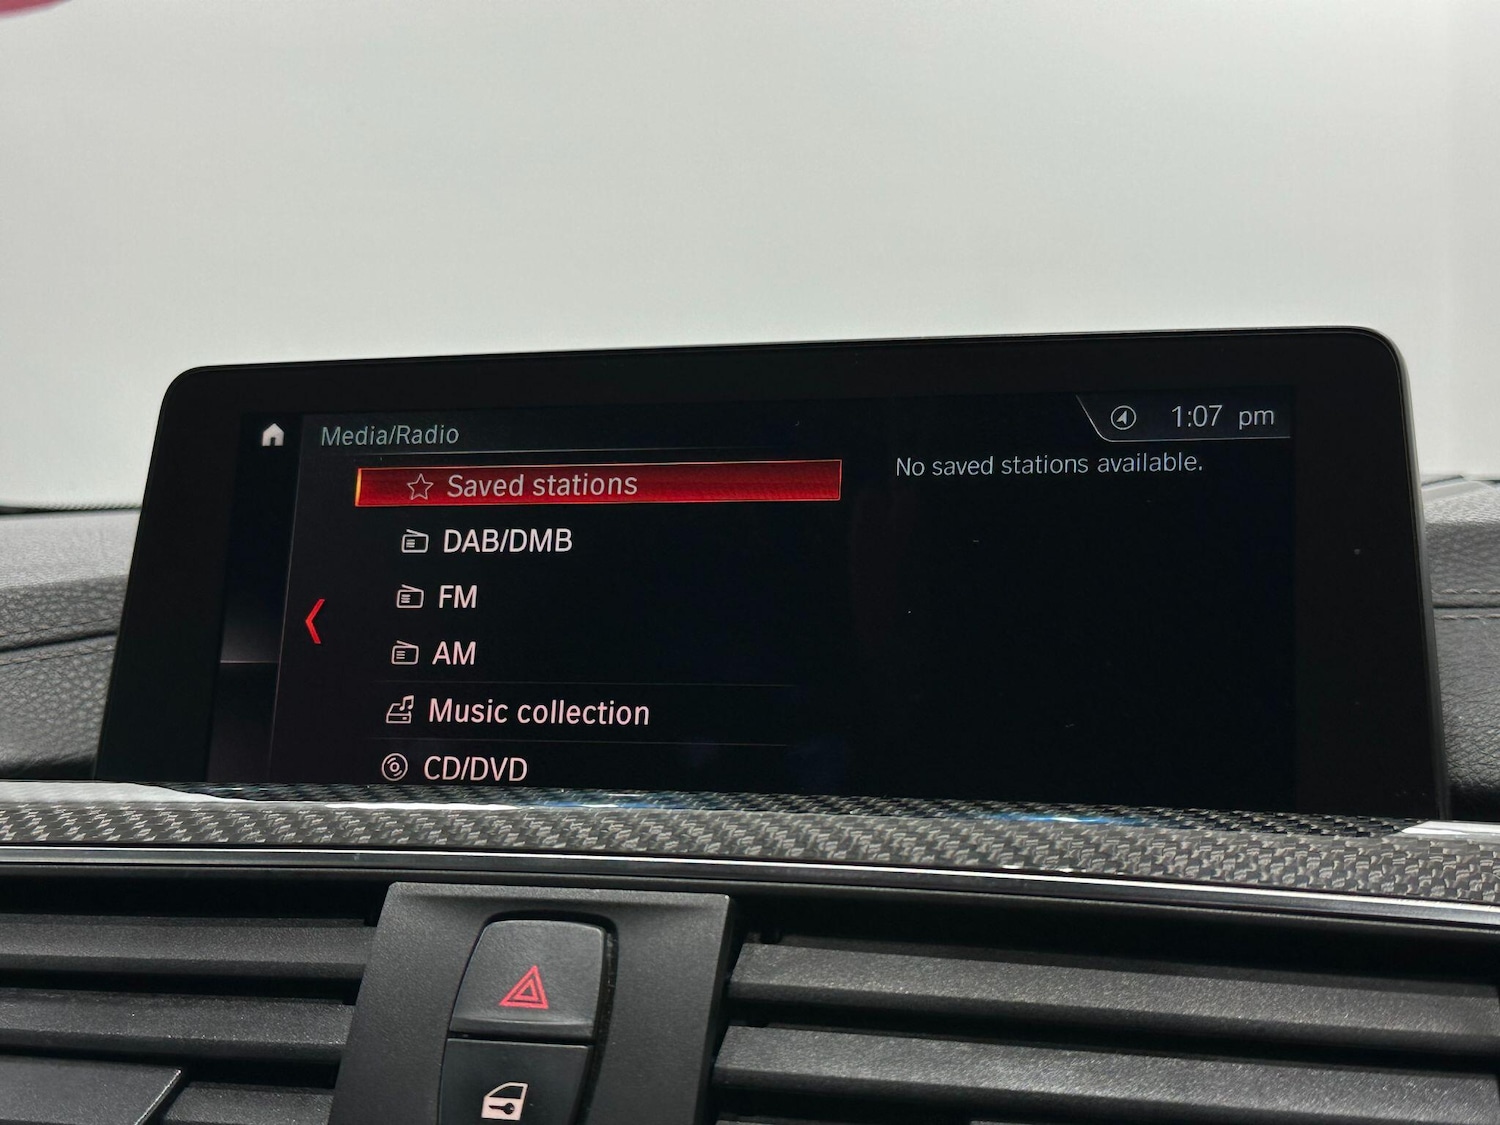 Media/Radio
1:07 pm
Saved stations
No saved stations available.
DAB/DMB
FM
AM
Music collection
CD/DVD